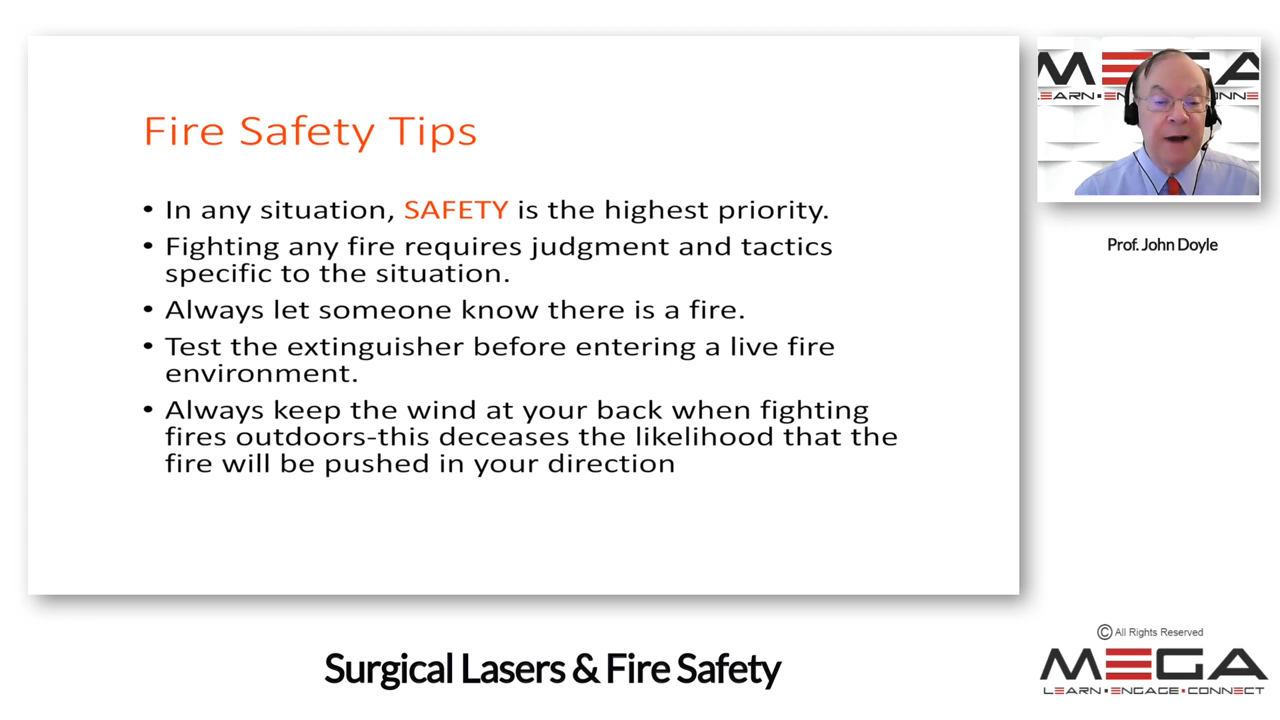 Fire Safety Tips
• In any situation, SAFETY is the highest priority.
• Fighting any fire requires judgment and tactics
specific to the situation.
• Always let someone know there is a fire.
• Test the extinguisher before entering a live fire
environment.
• Always keep the wind at your back when fighting
fires outdoors-this deceases the likelihood that the
fire will be pushed in your direction
MEGA
LEARN
Prof. John Doyle
Surgical Lasers & Fire Safety
© All Rights Reserved
MEGA
LEARN • ENGAGE • CONNECT